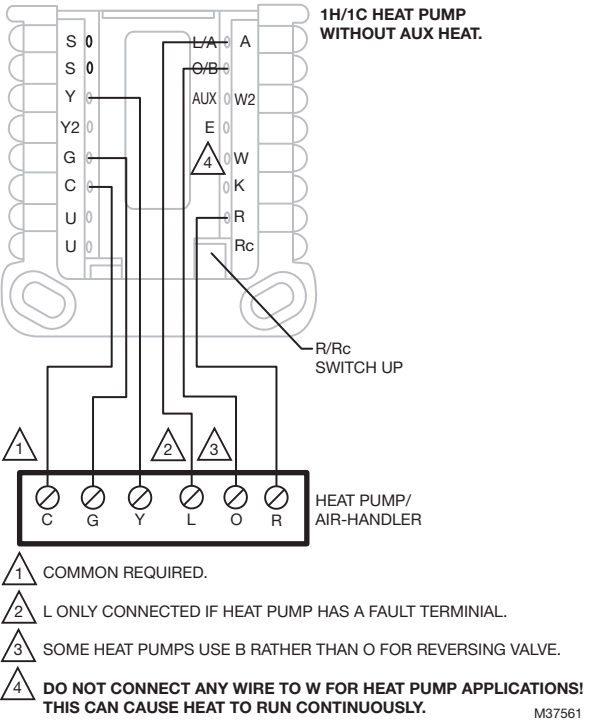 1H/1C HEAT PUMP
WITHOUT AUX HEAT.
S L/A A
S O/B
Y AUX W2
Y2 E
G 4 W
C K
U R
U Rc
R/Rc
SWITCH UP
1 2 3
C G Y L O R
HEAT PUMP/
AIR-HANDLER
1 COMMON REQUIRED.
2 L ONLY CONNECTED IF HEAT PUMP HAS A FAULT TERMINIAL.
3 SOME HEAT PUMPS USE B RATHER THAN O FOR REVERSING VALVE.
4 DO NOT CONNECT ANY WIRE TO W FOR HEAT PUMP APPLICATIONS!
THIS CAN CAUSE HEAT TO RUN CONTINUOUSLY.
M37561